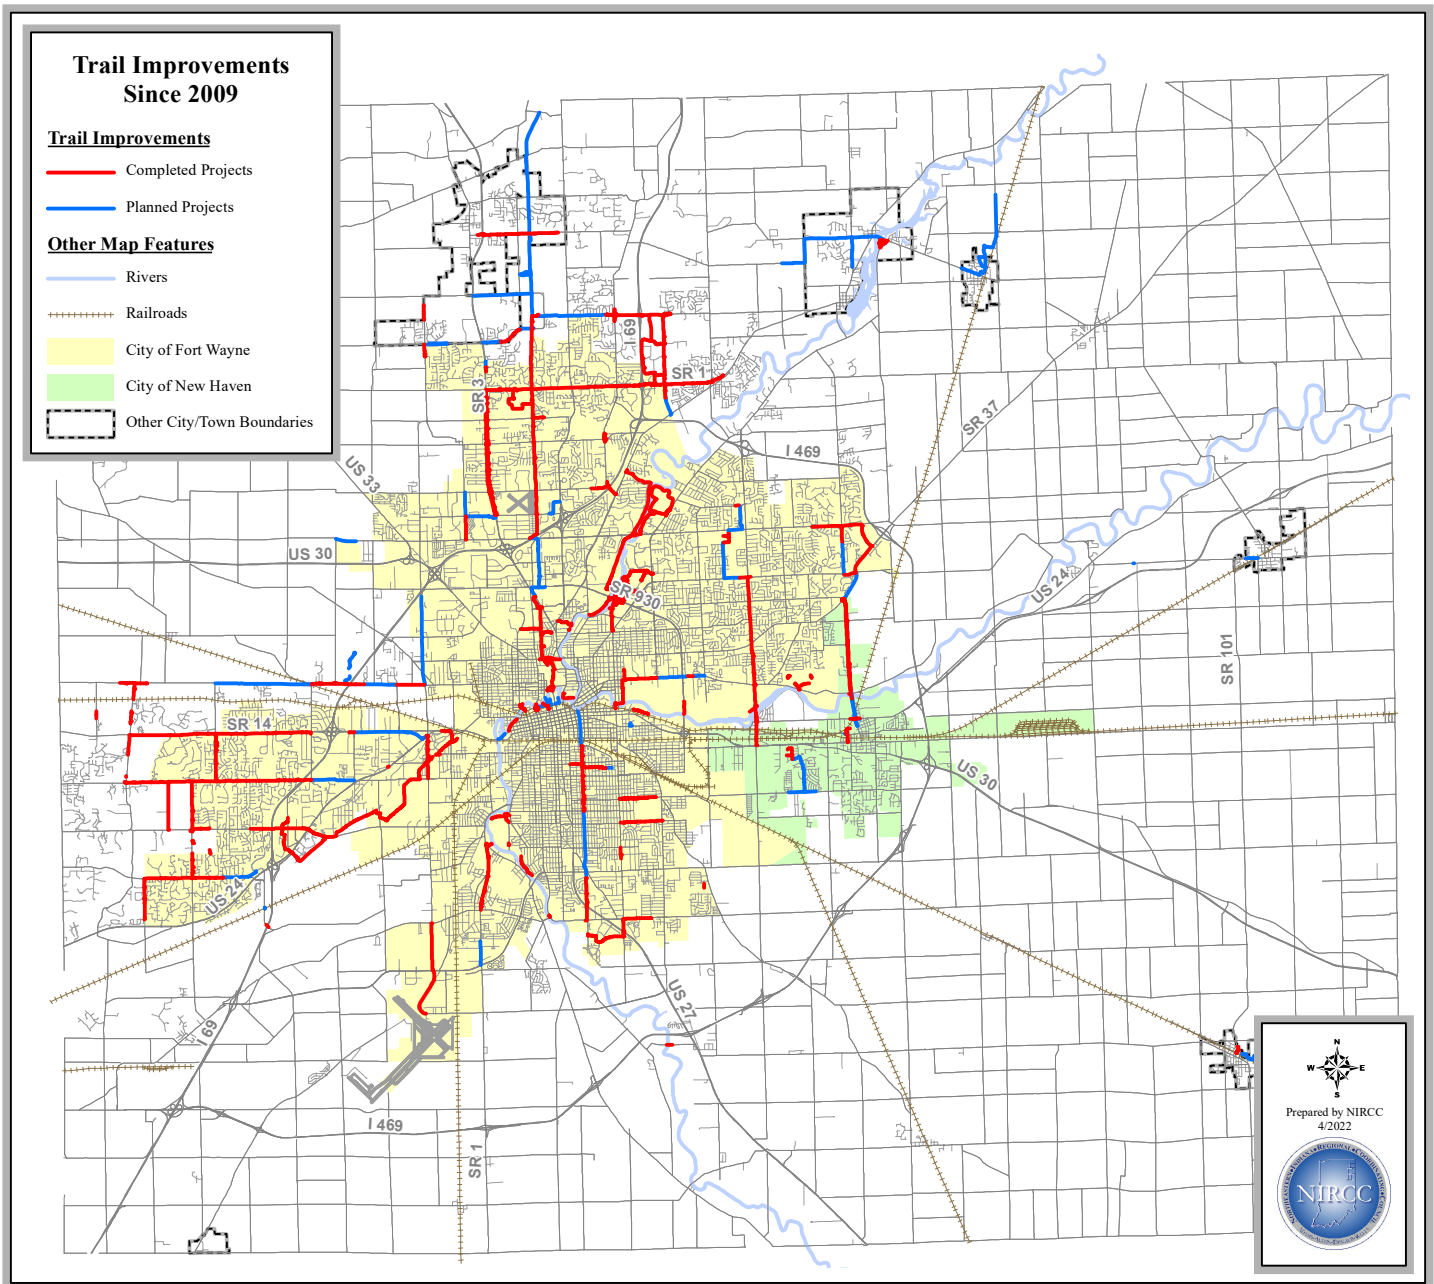 Trail Improvements
Since 2009
Trail Improvements
Completed Projects
Planned Projects
Other Map Features
Rivers
Railroads
City of Fort Wayne
City of New Haven
Other City/Town Boundaries
I 69
SR 1
SR 3
SR 37
I 469
US 33
US 30
SR 930
US 24
SR 101
SR 14
US 30
US 24
US 27
I 69
I 469
SR 1
N
W E
S
Prepared by NIRCC
4/2022
NIRCC